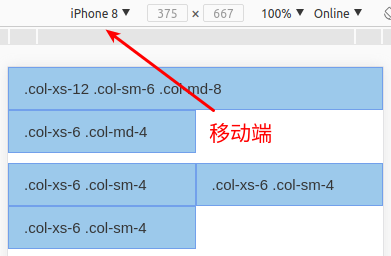 iPhone 8 ▼ 375 × 667 100% ▼ Online ▼
.col-xs-12 .col-sm-6 .col-md-8
.col-xs-6 .col-md-4
移动端
.col-xs-6 .col-sm-4 .col-xs-6 .col-sm-4
.col-xs-6 .col-sm-4